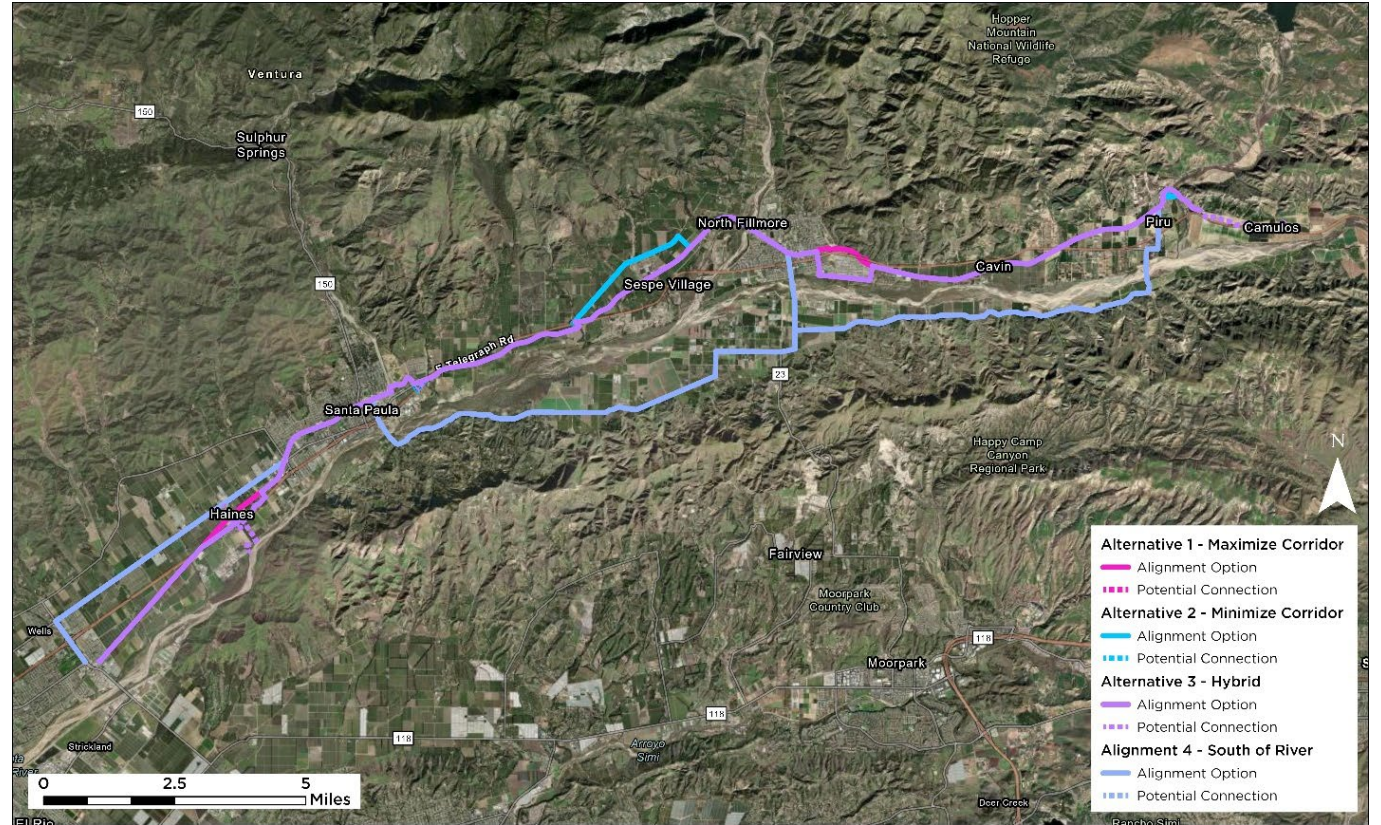 Hopper
Mountain
National Wildlife
Refuge
Ventura
150
Sulphur
Springs
North Fillmore
Piru
Camulos
Cavin
Sespe Village
150
E Telegraph Rd
23
Santa Paula
Happy Camp
Canyon
Regional Park
N
Haines
Fairview
Moorpark
Country Club
Wells
118
Moorpark
S
118
118
Strickland
Arroyo
Simi
River
Deer Creek
El Rio
Rancho Simi
0
2.5
5
Miles
Alternative 1 - Maximize Corridor
Alignment Option
Potential Connection
Alternative 2 - Minimize Corridor
Alignment Option
Potential Connection
Alternative 3 - Hybrid
Alignment Option
Potential Connection
Alignment 4 - South of River
Alignment Option
Potential Connection